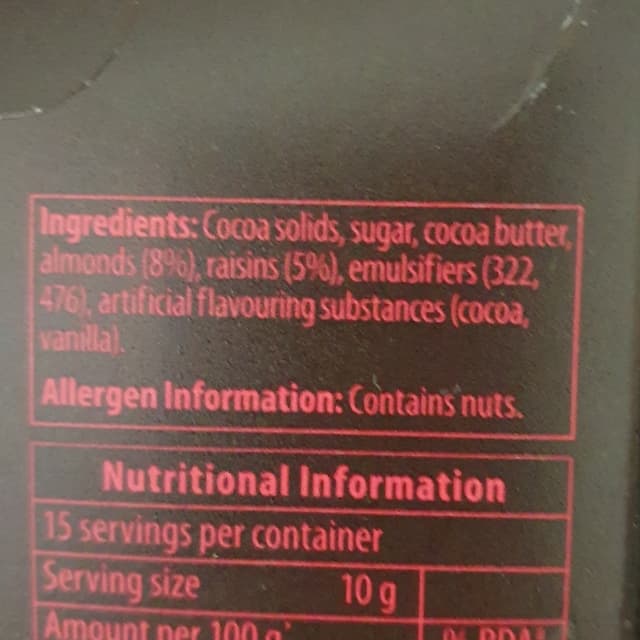 Ingredients: Cocoa solids, sugar, cocoa butter,
almonds (8%), raisins (5%), emulsifiers (322,
476), artificial flavouring substances (cocoa,
vanilla).
Allergen Information: Contains nuts.
Nutritional Information
15 servings per container
Serving size 10 g
Amount per 100 g* % RDA